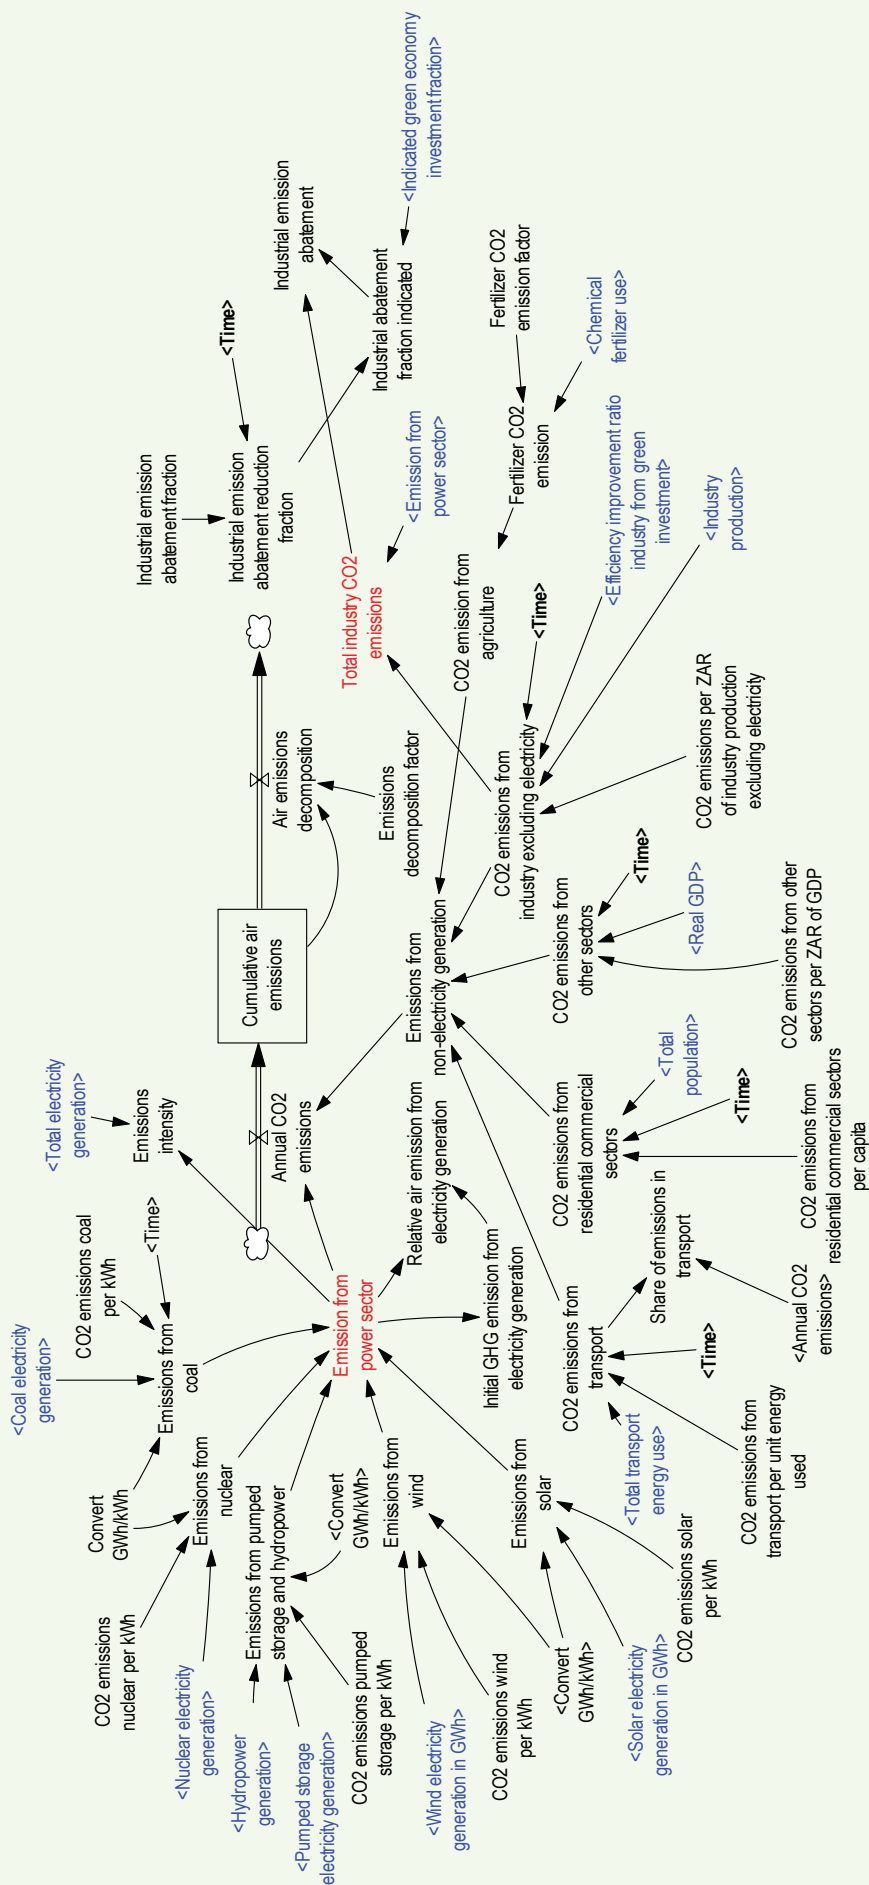 <Coal electricity
generation>
CO2 emissions coal
per kWh
<Time>
<Total electricity
generation>
Emissions
intensity
Convert
GWh/kWh
Emissions from
coal
CO2 emissions
nuclear per kWh
Emissions from
nuclear
<Nuclear electricity
generation>
<Hydropower
generation>
Emissions from pumped
storage and hydropower
<Pumped storage
electricity generation>
CO2 emissions pumped
storage per kWh
<Convert
GWh/kWh>
Emission from
power sector
Annual CO2
emissions
Cumulative air
emissions
Air emissions
decomposition
Emissions
decomposition factor
Industrial emission
abatement fraction
Industrial emission
abatement reduction
fraction
<Time>
Industrial emission
abatement
Industrial abatement
fraction indicated
<Indicated green economy
investment fraction>
Total industry CO2
emissions
<Emission from
power sector>
Emissions from
wind
<Wind electricity
generation in GWh>
CO2 emissions wind
per kWh
Relative air emission from
electricity generation
Initial GHG emission from
electricity generation
Emissions from
non-electricity generation
CO2 emission from
agriculture
Fertilizer CO2
emission
Fertilizer CO2
emission factor
<Chemical
fertilizer use>
Emissions from
solar
<Convert
GWh/kWh>
<Solar electricity
generation in GWh>
CO2 emissions solar
per kWh
CO2 emissions from
transport
<Total transport
energy use>
CO2 emissions from
transport per unit energy
used
<Time>
Share of emissions in
transport
<Annual CO2
emissions>
CO2 emissions from
residential commercial
sectors
<Total
population>
<Time>
CO2 emissions from
residential commercial sectors
per capita
CO2 emissions from
other sectors
<Time>
<Real GDP>
CO2 emissions from other
sectors per ZAR of GDP
CO2 emissions from
industry excluding electricity
<Time>
<Efficiency improvement ratio
industry from green
investment>
<Industry
production>
CO2 emissions per ZAR
of industry production
excluding electricity